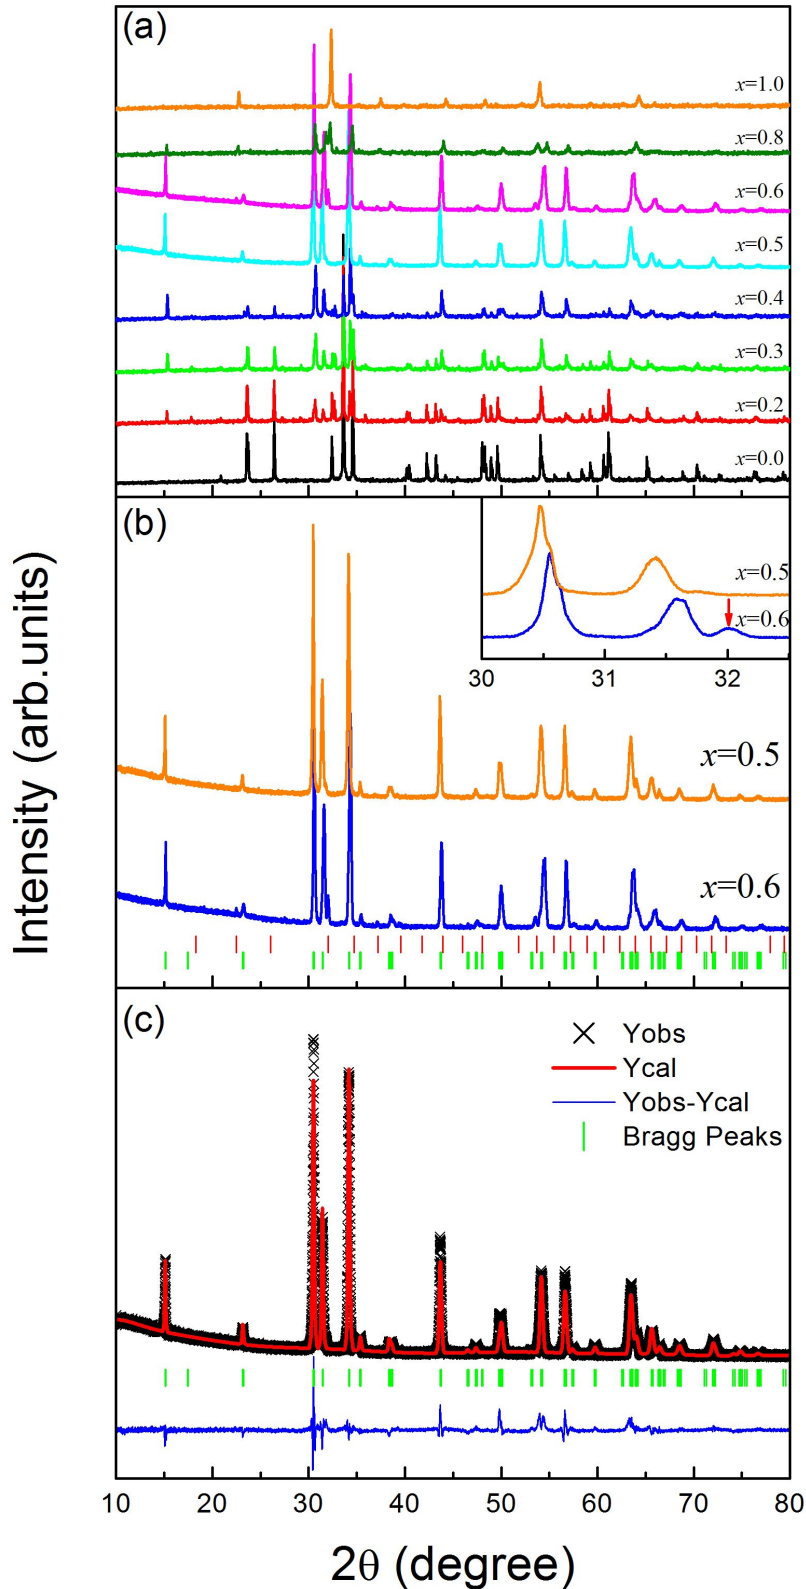 (a)
x=1.0
x=0.8
x=0.6
x=0.5
x=0.4
x=0.3
x=0.2
x=0.0
(b)
x=0.5
x=0.6
30 31 32
x=0.5
x=0.6
Intensity (arb.units)
(c)
Yobs
Ycal
Yobs-Ycal
Bragg Peaks
10 20 30 40 50 60 70 80
2θ (degree)